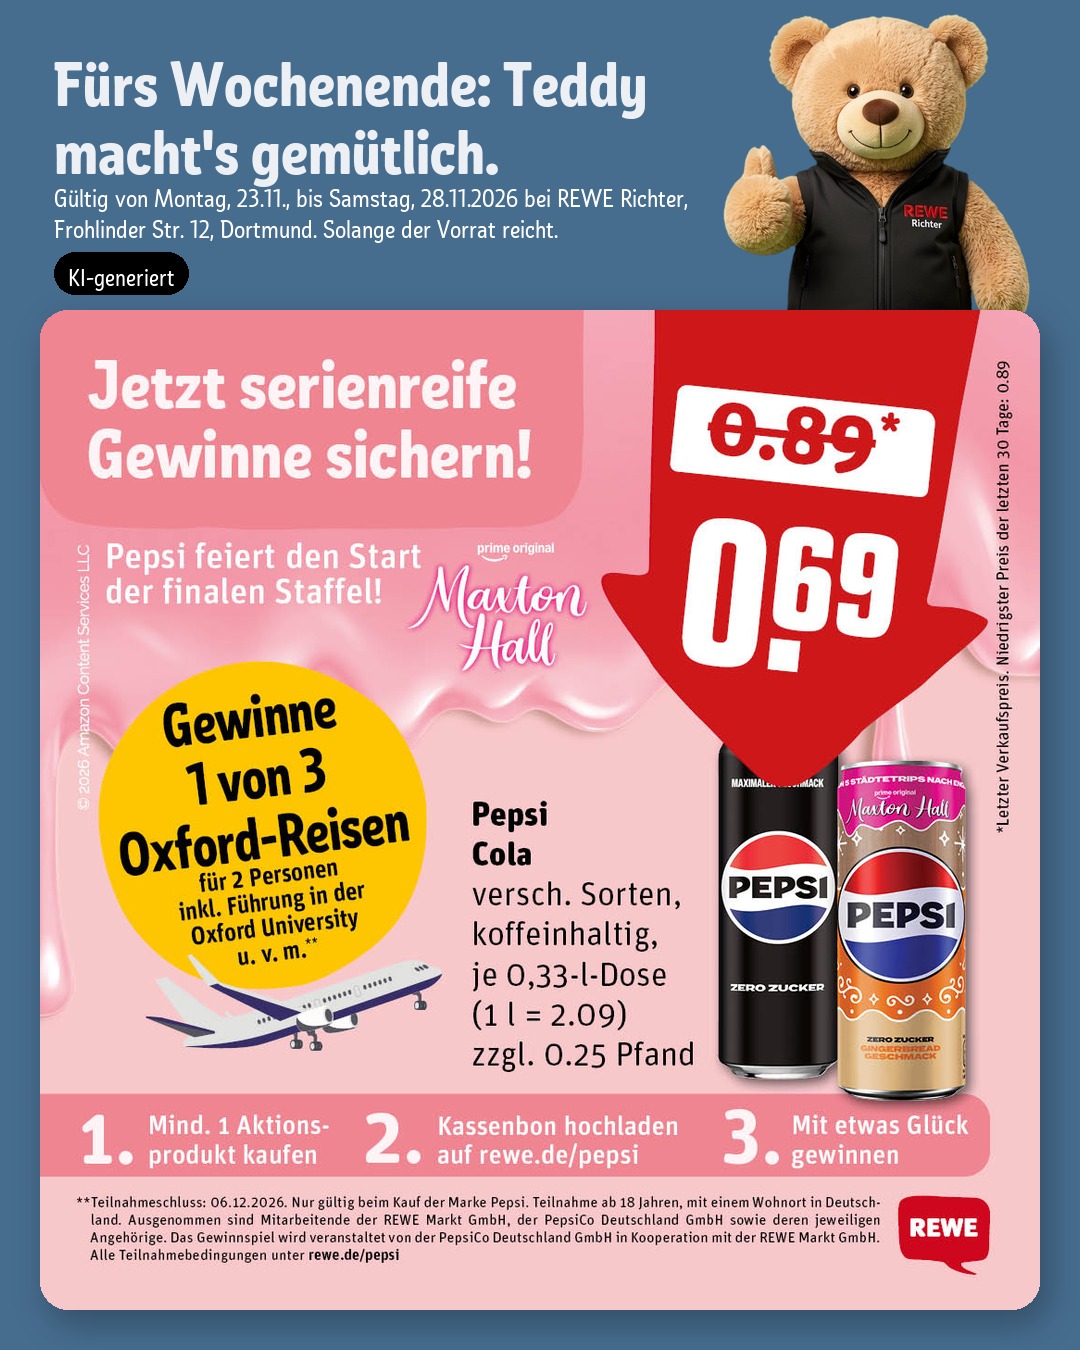 Fürs Wochenende: Teddy
macht's gemütlich.
Gültig von Montag, 23.11., bis Samstag, 28.11.2026 bei REWE Richter,
Frohlinder Str. 12, Dortmund. Solange der Vorrat reicht.
KI-generiert
REWE
Richter
Jetzt serienreife
Gewinne sichern!
0.89*
0.69
*Letzter Verkaufspreis. Niedrigster Preis der letzten 30 Tage: 0.89
Pepsi feiert den Start
der finalen Staffel!
prime original
Maxton
Hall
© 2026 Amazon Content Services LLC
Gewinne
1 von 3
Oxford-Reisen
für 2 Personen
inkl. Führung in der
Oxford University
u. v. m.**
Pepsi
Cola
versch. Sorten,
koffeinhaltig,
je 0,33-l-Dose
(1 l = 2.09)
zzgl. 0.25 Pfand
PEPSI
ZERO ZUCKER
5 STÄDTETRIPS NACH
prime original
Maxton Hall
PEPSI
ZERO ZUCKER
GINGERBREAD
GESCHMACK
1. Mind. 1 Aktions-
produkt kaufen
2. Kassenbon hochladen
auf rewe.de/pepsi
3. Mit etwas Glück
gewinnen
**Teilnahmeschluss: 06.12.2026. Nur gültig beim Kauf der Marke Pepsi. Teilnahme ab 18 Jahren, mit einem Wohnort in Deutsch-
land. Ausgenommen sind Mitarbeitende der REWE Markt GmbH, der PepsiCo Deutschland GmbH sowie deren jeweiligen
Angehörige. Das Gewinnspiel wird veranstaltet von der PepsiCo Deutschland GmbH in Kooperation mit der REWE Markt GmbH.
Alle Teilnahmebedingungen unter rewe.de/pepsi
REWE